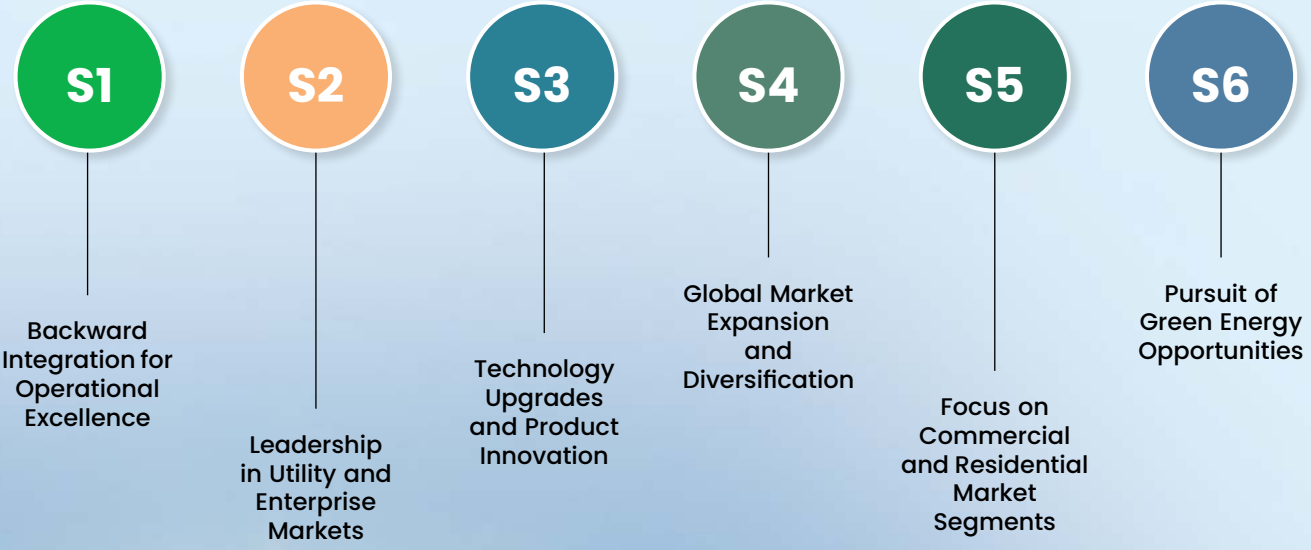 S1
Backward
Integration for
Operational
Excellence
S2
Leadership
in Utility and
Enterprise
Markets
S3
Technology
Upgrades
and Product
Innovation
S4
Global Market
Expansion
and
Diversification
S5
Focus on
Commercial
and Residential
Market
Segments
S6
Pursuit of
Green Energy
Opportunities